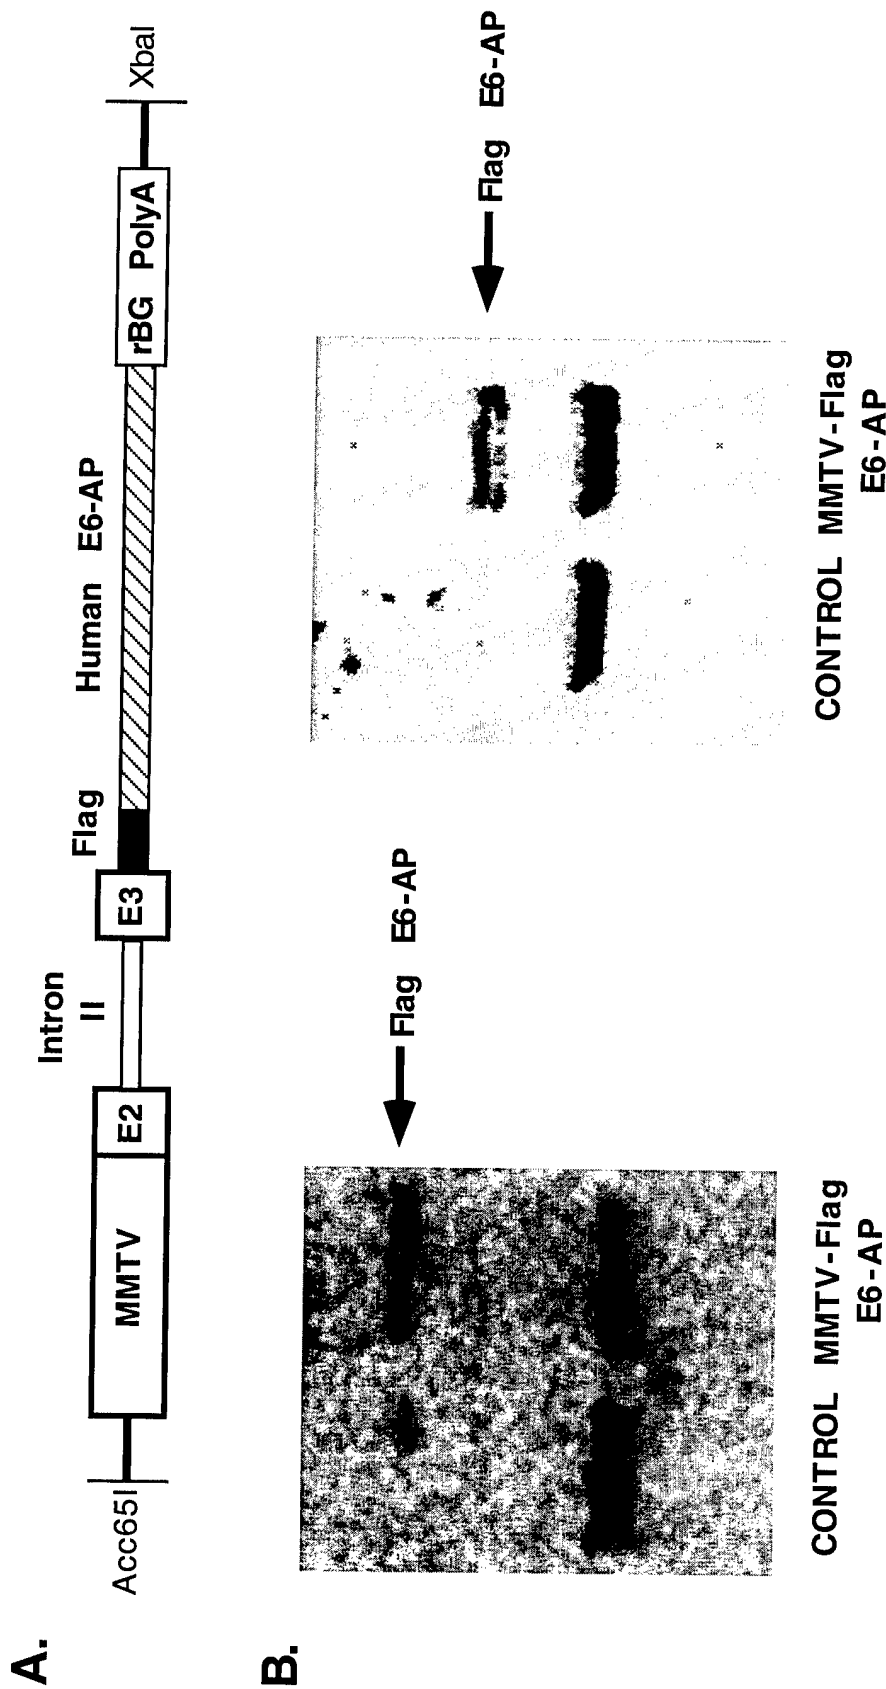 A.
Acc65I
MMTV
E2
Intron
II
E3
Flag
Human E6-AP
rBG PolyA
XbaI
B.
Flag E6-AP
CONTROL MMTV-Flag
E6-AP
Flag E6-AP
CONTROL MMTV-Flag
E6-AP